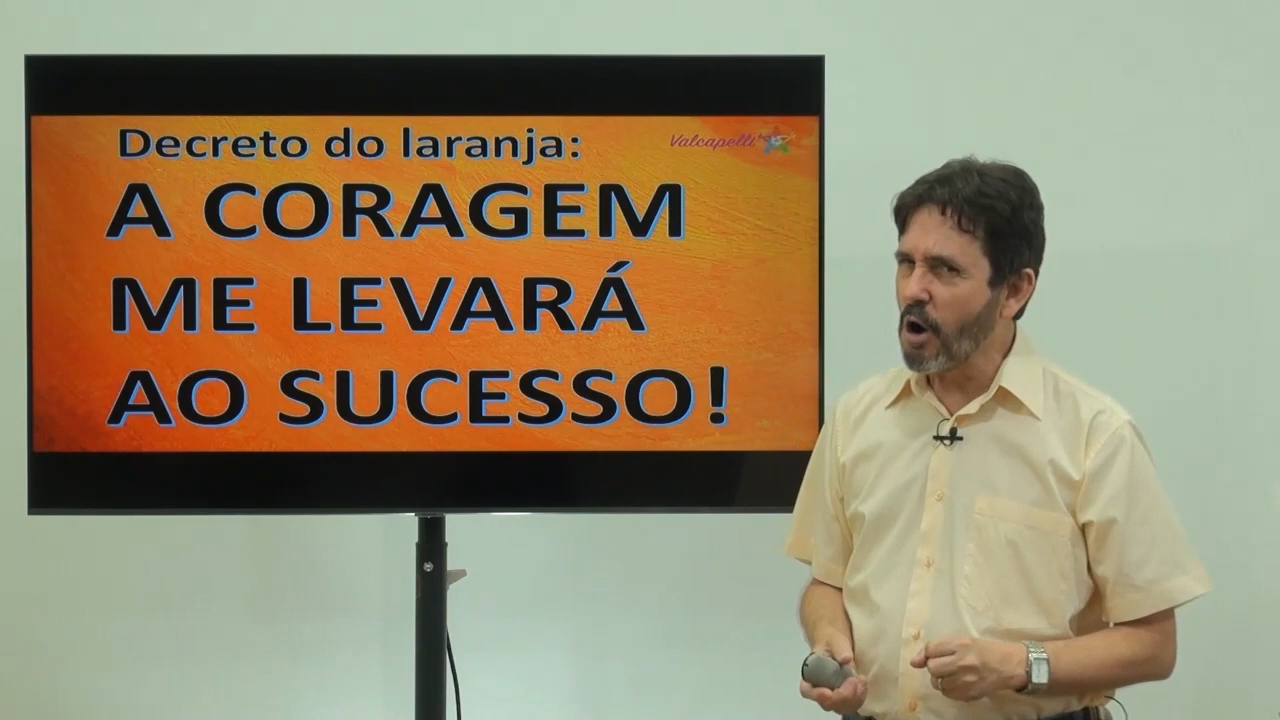 Decreto do laranja:
Valcapelli
A CORAGEM
ME LEVARÁ
AO SUCESSO!